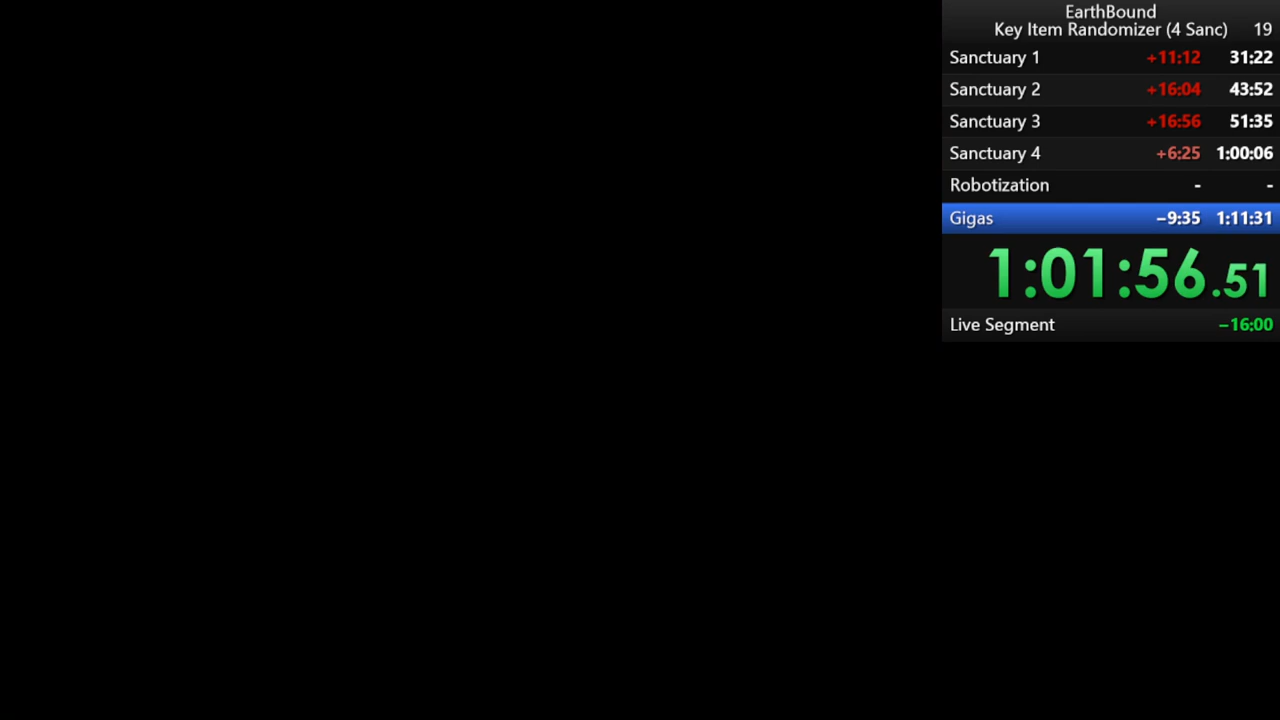 EarthBound
Key Item Randomizer (4 Sanc) 19
Sanctuary 1 +11:12 31:22
Sanctuary 2 +16:04 43:52
Sanctuary 3 +16:56 51:35
Sanctuary 4 +6:25 1:00:06
Robotization - -
Gigas −9:35 1:11:31
1:01:56.51
Live Segment −16:00